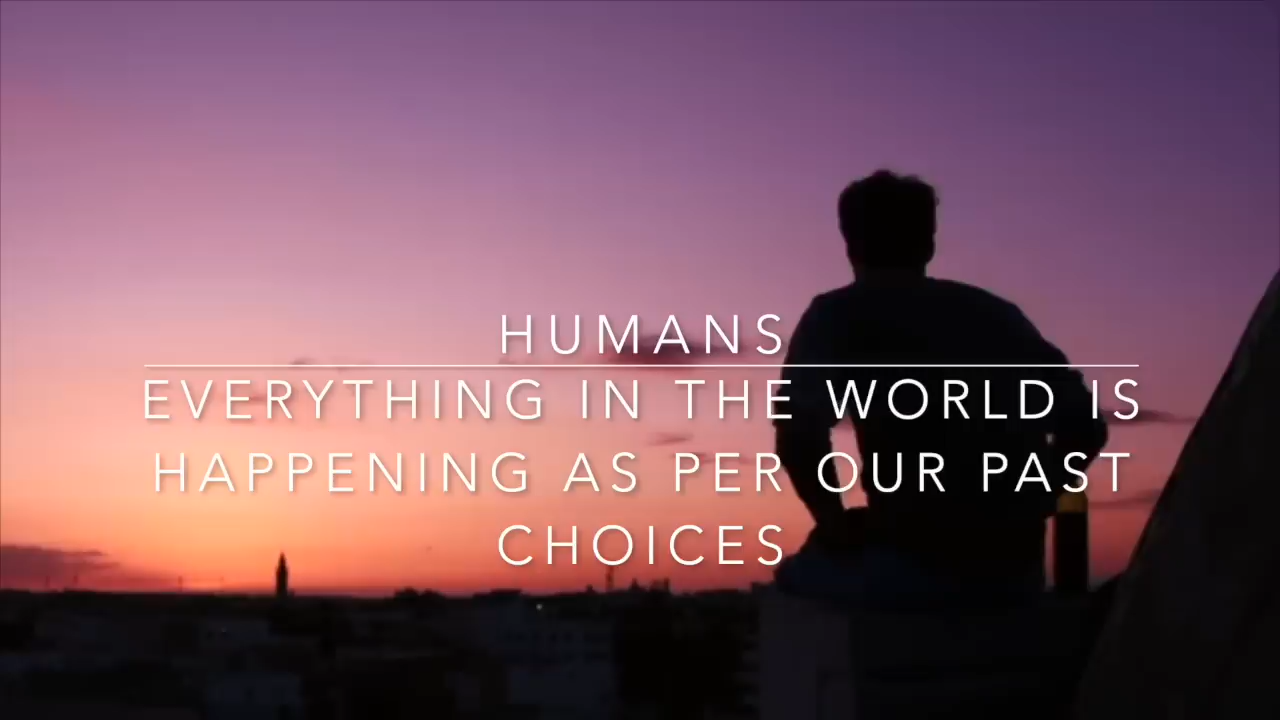 HUMANS
EVERYTHING IN THE WORLD IS
HAPPENING AS PER OUR PAST
CHOICES